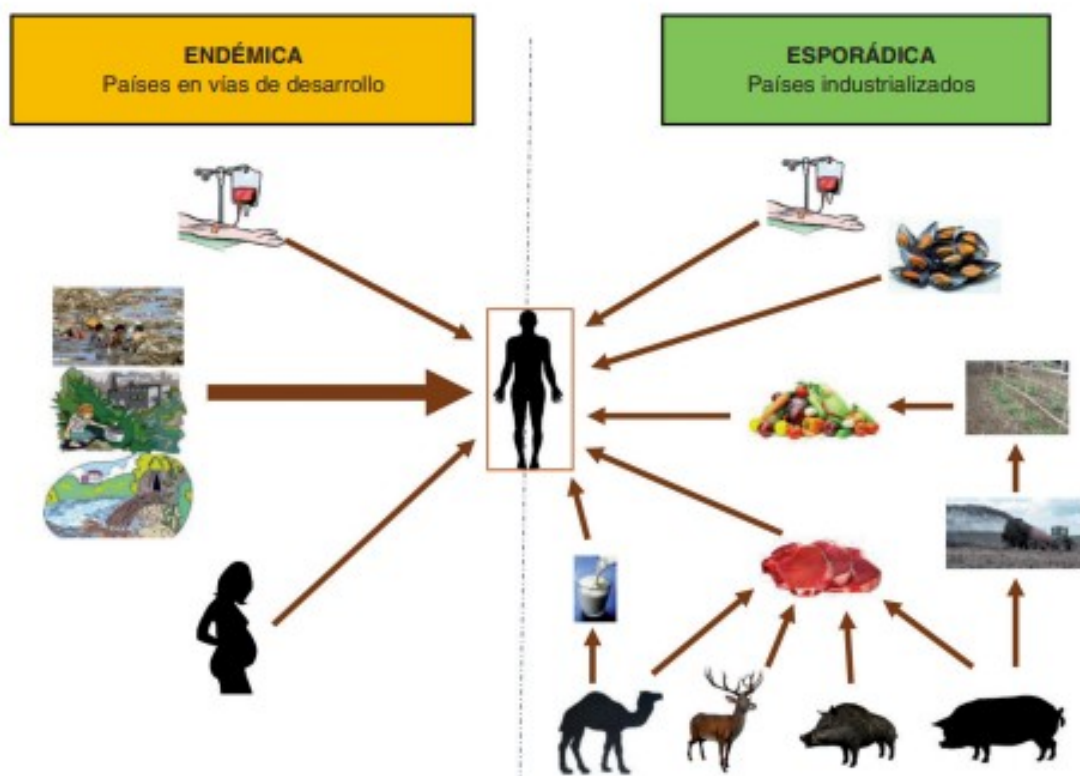 ENDÉMICA
Países en vías de desarrollo
ESPORÁDICA
Países industrializados